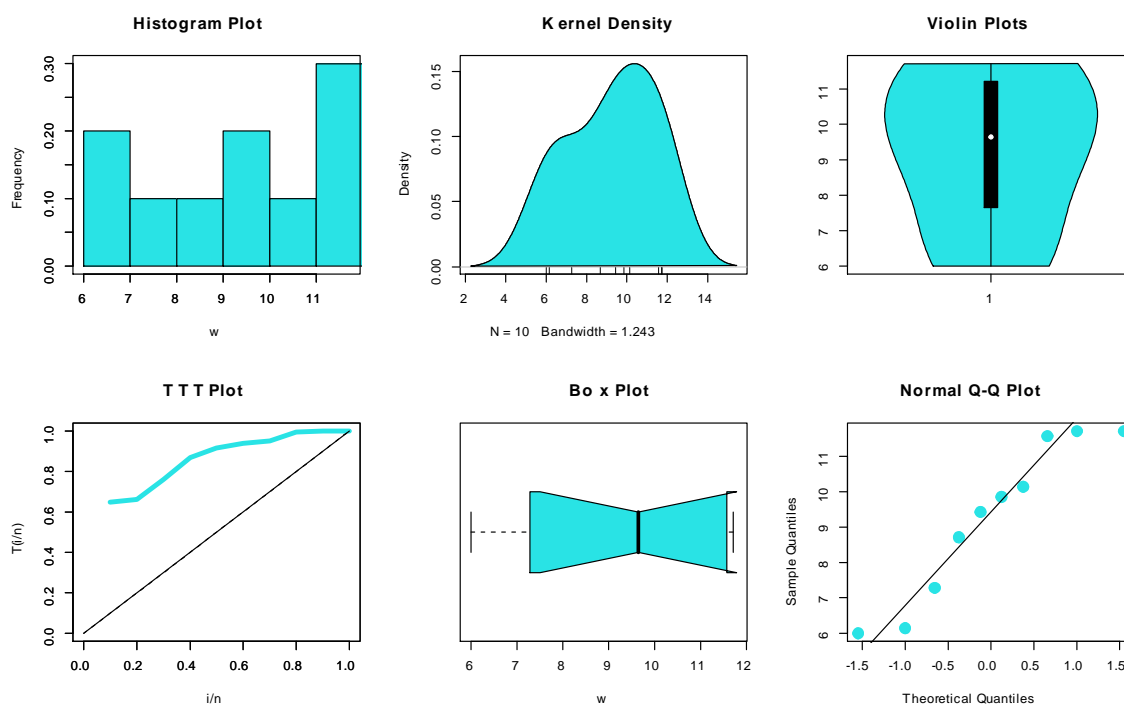 Histogram Plot
Frequency
0.00 0.10 0.20 0.30
6 7 8 9 10 11
w
K ernel Density
Density
0.00 0.05 0.10 0.15
2 4 6 8 10 12 14
N = 10 Bandwidth = 1.243
Violin Plots
6 7 8 9 10 11
1
T T T Plot
T(i/n)
0.0 0.2 0.4 0.6 0.8 1.0
0.0 0.2 0.4 0.6 0.8 1.0
i/n
Bo x Plot
6 7 8 9 10 11 12
w
Normal Q-Q Plot
Sample Quantiles
6 7 8 9 10 11
-1.5 -1.0 -0.5 0.0 0.5 1.0 1.5
Theoretical Quantiles